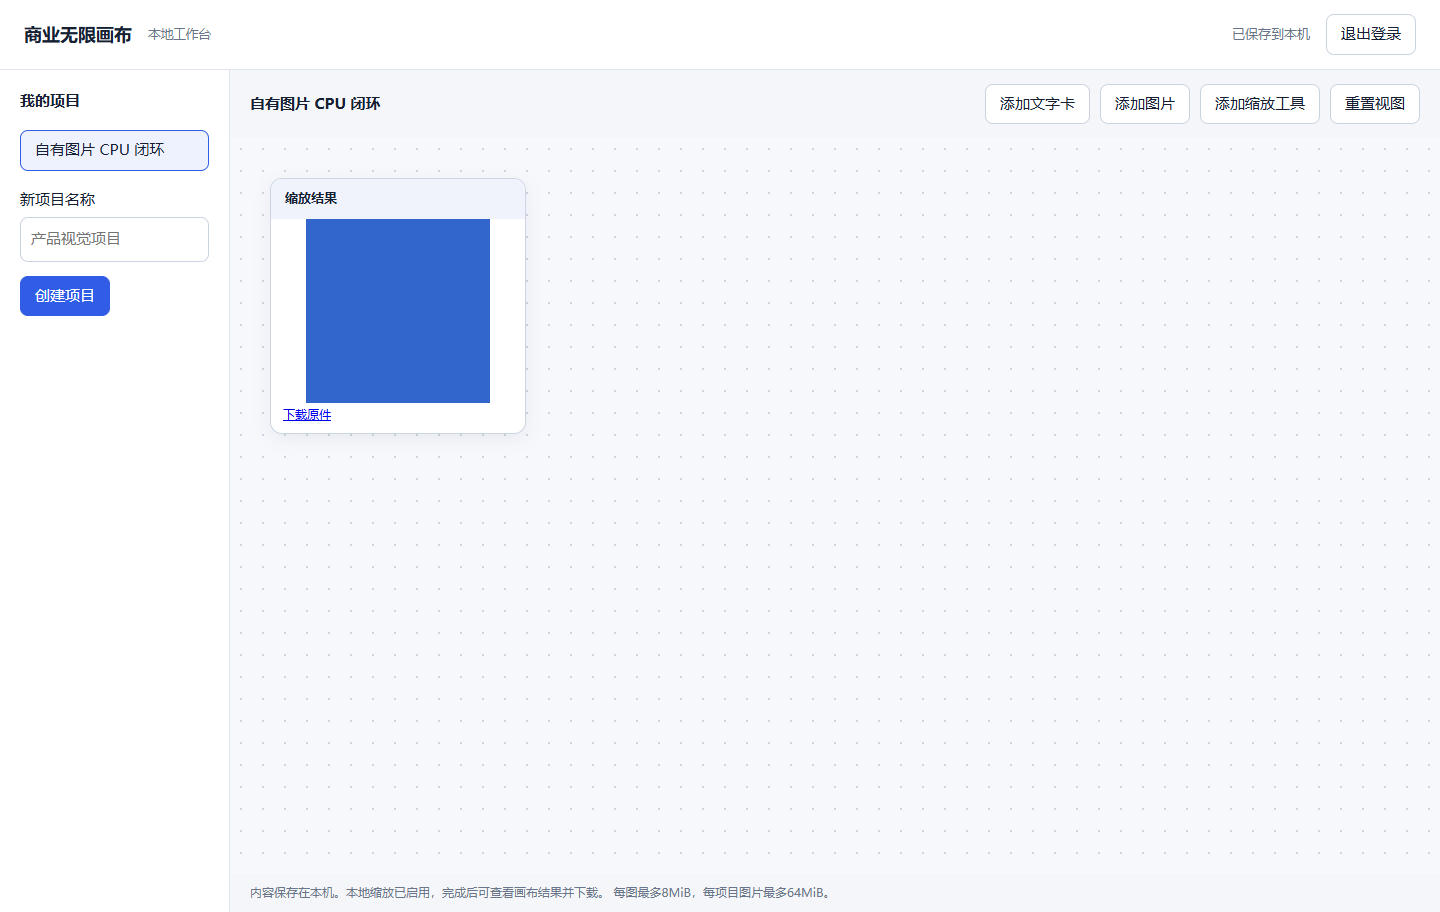 商业无限画布 本地工作台 已保存到本机 退出登录
我的项目
自有图片 CPU 闭环
新项目名称
产品视觉项目
创建项目
自有图片 CPU 闭环 添加文字卡 添加图片 添加缩放工具 重置视图
缩放结果
下载原件
内容保存在本机。本地缩放已启用，完成后可查看画布结果并下载。 每图最多8MiB，每项目图片最多64MiB。